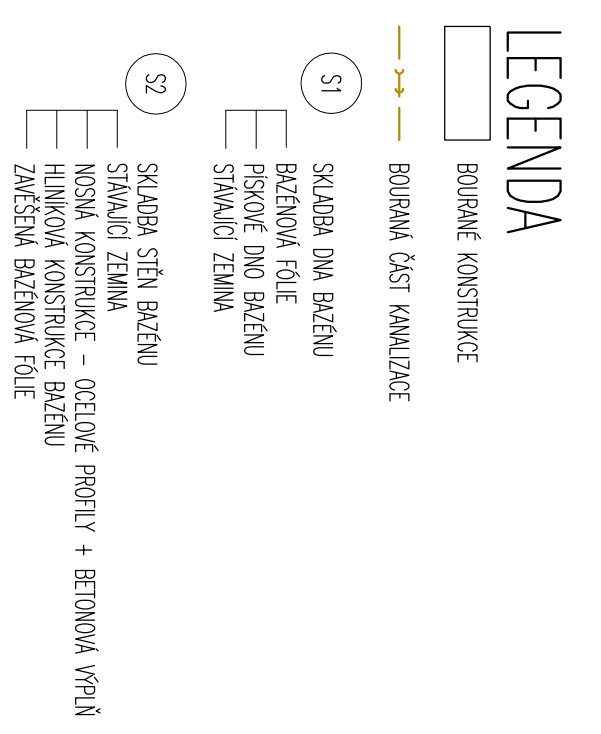 LEGENDA
BOURANÉ KONSTRUKCE
BOURANÁ ČÁST KANALIZACE
S1
SKLADBA DNA BAZÉNU
BAZÉNOVÁ FÓLIE
PÍSKOVÉ DNO BAZÉNU
STÁVAJÍCÍ ZEMINA
S2
SKLADBA STĚN BAZÉNU
STÁVAJÍCÍ ZEMINA
NOSNÁ KONSTRUKCE – OCELOVÉ PROFILY + BETONOVÁ VÝPLŇ
HLINÍKOVÁ KONSTRUKCE BAZÉNU
ZAVĚŠENÁ BAZÉNOVÁ FÓLIE